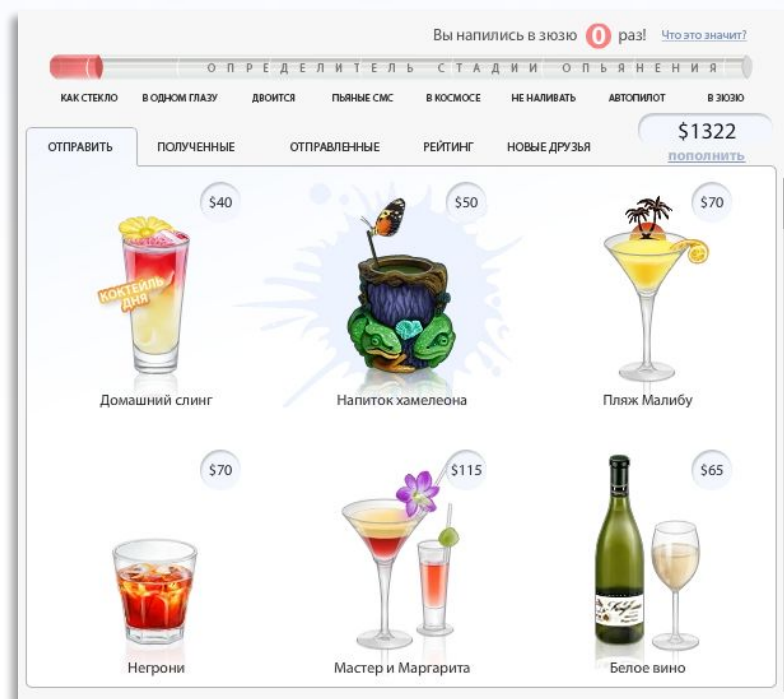 Вы напились в зюзю 0 раз! Что это значит?
ОПРЕДЕЛИТЕЛЬ СТАДИИ ОПЬЯНЕНИЯ
КАК СТЕКЛО В ОДНОМ ГЛАЗУ ДВОИТСЯ ПЬЯНЫЕ СМС В КОСМОСЕ НЕ НАЛИВАТЬ АВТОПИЛОТ В ЗЮЗЮ
$1322
ОТПРАВИТЬ ПОЛУЧЕННЫЕ ОТПРАВЛЕННЫЕ РЕЙТИНГ НОВЫЕ ДРУЗЬЯ
пополнить
$40 $50 $70
КОКТЕЙЛЬ
ДНЯ
Домашний слинг Напиток хамелеона Пляж Малибу
$70 $115 $65
Негрони Мастер и Маргарита Белое вино